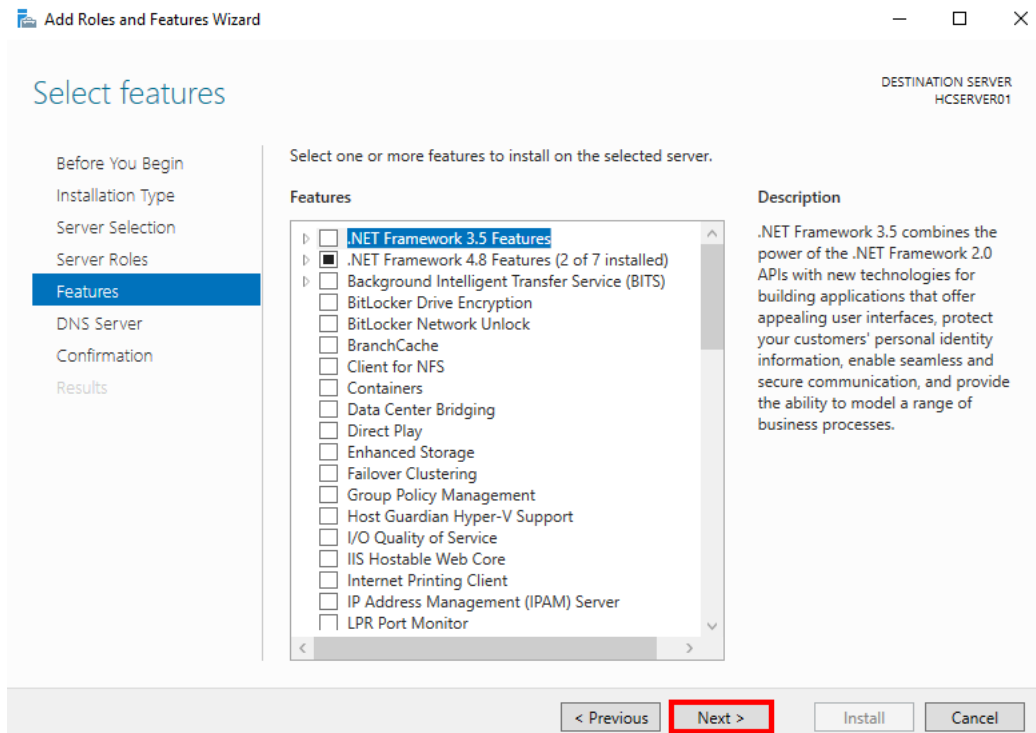 Add Roles and Features Wizard
Select features
DESTINATION SERVER
HCSERVER01
Before You Begin
Installation Type
Server Selection
Server Roles
Features
DNS Server
Confirmation
Results
Select one or more features to install on the selected server.
Features
.NET Framework 3.5 Features
.NET Framework 4.8 Features (2 of 7 installed)
Background Intelligent Transfer Service (BITS)
BitLocker Drive Encryption
BitLocker Network Unlock
BranchCache
Client for NFS
Containers
Data Center Bridging
Direct Play
Enhanced Storage
Failover Clustering
Group Policy Management
Host Guardian Hyper-V Support
I/O Quality of Service
IIS Hostable Web Core
Internet Printing Client
IP Address Management (IPAM) Server
LPR Port Monitor
Description
.NET Framework 3.5 combines the
power of the .NET Framework 2.0
APIs with new technologies for
building applications that offer
appealing user interfaces, protect
your customers' personal identity
information, enable seamless and
secure communication, and provide
the ability to model a range of
business processes.
< Previous
Next >
Install
Cancel